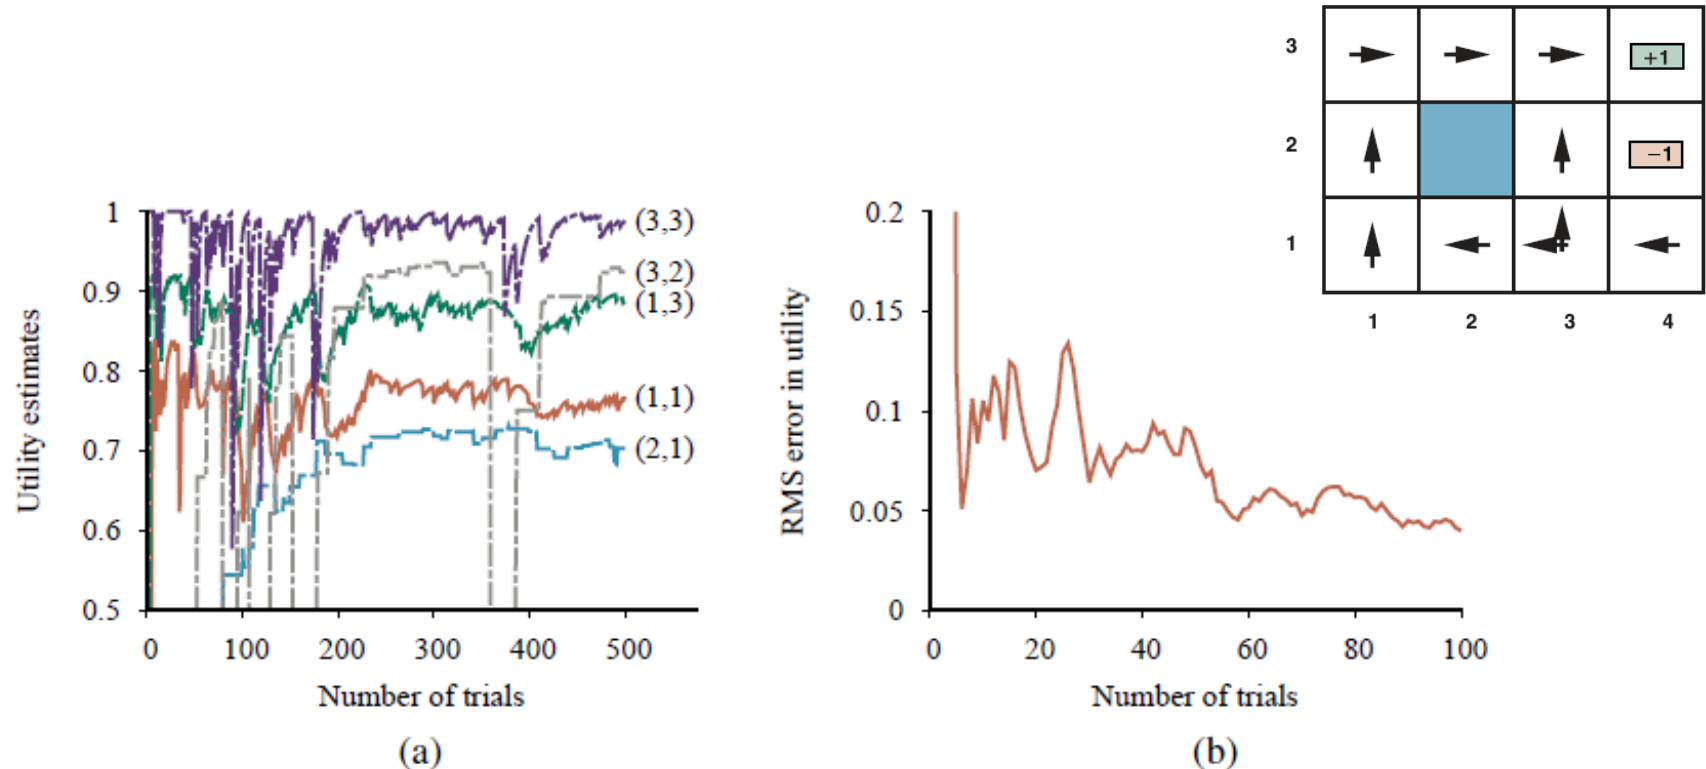 1
0.9
0.8
0.7
0.6
0.5
Utility estimates
(3,3)
(3,2)
(1,3)
(1,1)
(2,1)
0 100 200 300 400 500
Number of trials
(a)
0.2
0.15
0.1
0.05
0
RMS error in utility
0 20 40 60 80 100
Number of trials
(b)
3 +1
2 −1
1
1 2 3 4